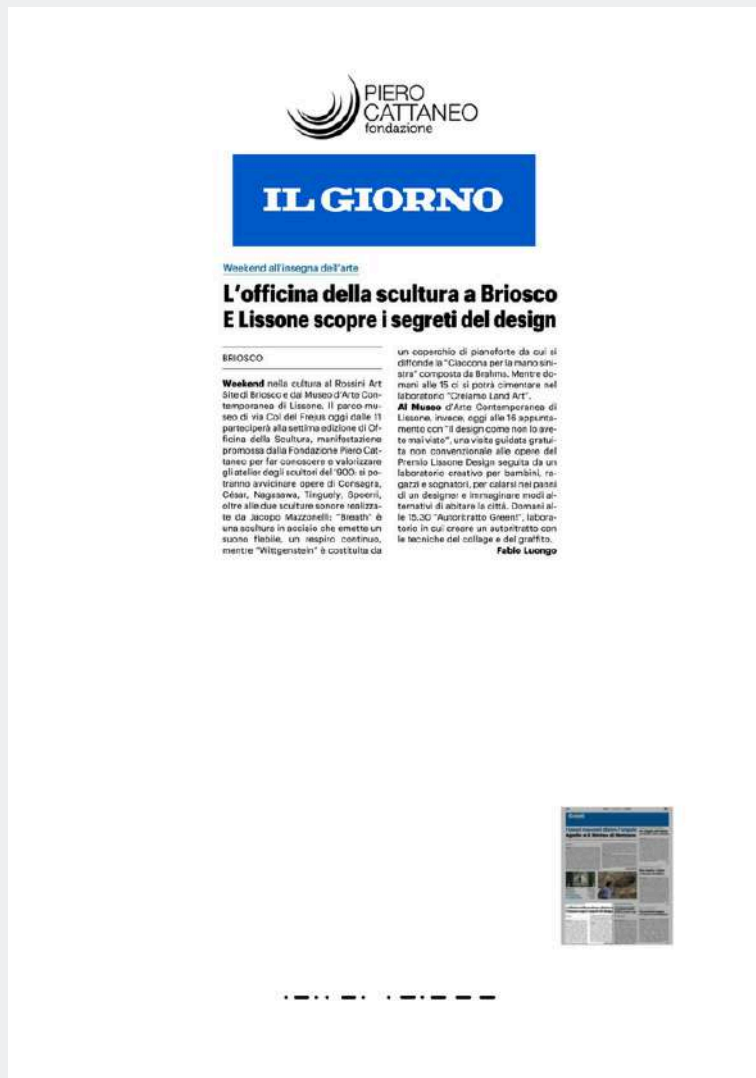 PIERO
CATTANEO
fondazione
IL GIORNO
Weekend all'insegna dell'arte
L'officina della scultura a Briosco
E Lissone scopre i segreti del design
BRIOSCO
Weekend nella cultura al Rossini Art
Site di Briosco e dal Museo d'Arte Con-
temporanea di Lissone. Il parco mu-
seo di via Col del Frejus oggi dalle 11
parteciperà alla settima edizione di Of-
ficina della Scultura, manifestazione
promossa dalla Fondazione Piero Cat-
taneo per far conoscere e valorizzare
gli atelier degli scultori del '900: si po-
tranno avvicinare opere di Consagra,
César, Nagasawa, Tinguely, Spoerri,
oltre alle due sculture sonore realizza-
te da Jacopo Mazzonelli: "Breath" è
una scultura in acciaio che emette un
suono flebile, un respiro continuo,
mentre "Wittgenstein" è costituita da
un coperchio di pianoforte da cui si
diffonde la "Ciaccona per la mano sini-
stra" composta da Brahms. Mentre do-
mani alle 15 ci si potrà cimentare nel
laboratorio "Creiamo Land Art".
Al Museo d'Arte Contemporanea di
Lissone, invece, oggi alle 16 appunta-
mento con "Il design come non lo ave-
te mai visto", una visita guidata gratui-
ta non convenzionale alle opere del
Premio Lissone Design seguita da un
laboratorio creativo per bambini, ra-
gazzi e sognatori, per calarsi nei panni
di un designer e immaginare modi al-
ternativi di abitare la città. Domani al-
le 15.30 "Autoritratto Green!", labora-
torio in cui creare un autoritratto con
le tecniche del collage e del graffito.
Fabio Luongo